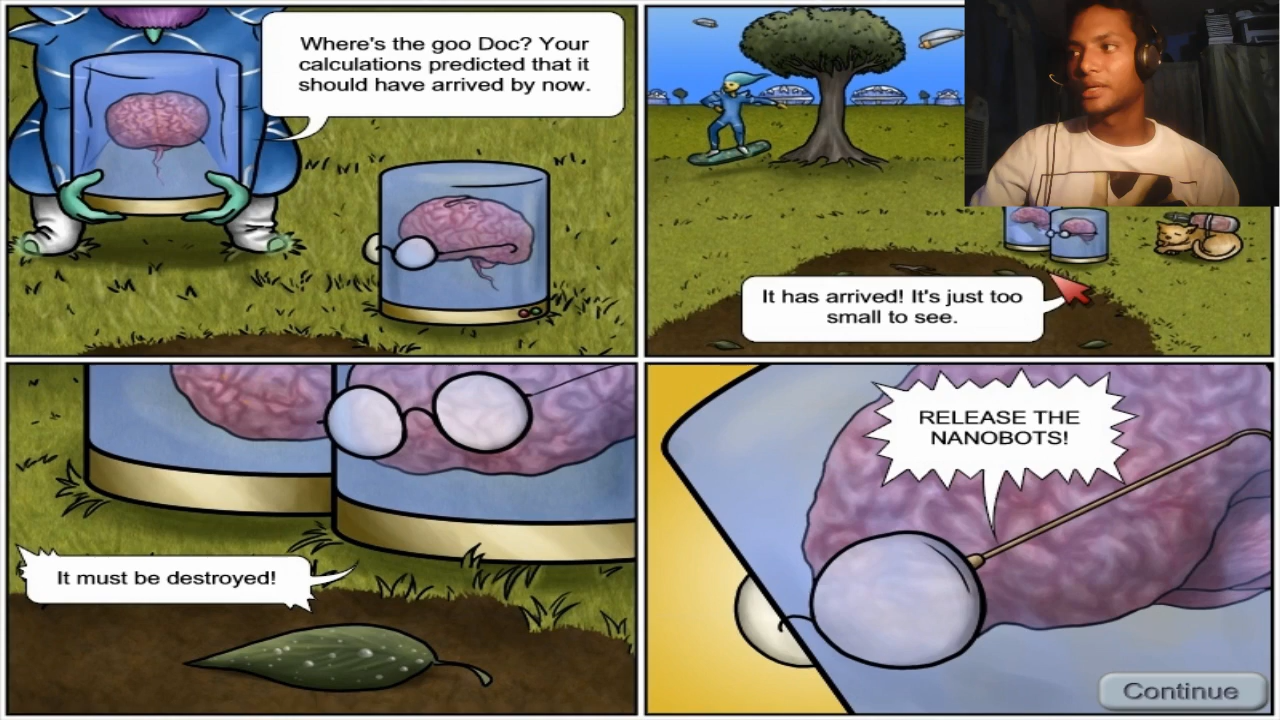 Where's the goo Doc? Your
calculations predicted that it
should have arrived by now.
It has arrived! It's just too
small to see.
It must be destroyed!
RELEASE THE
NANOBOTS!
Continue